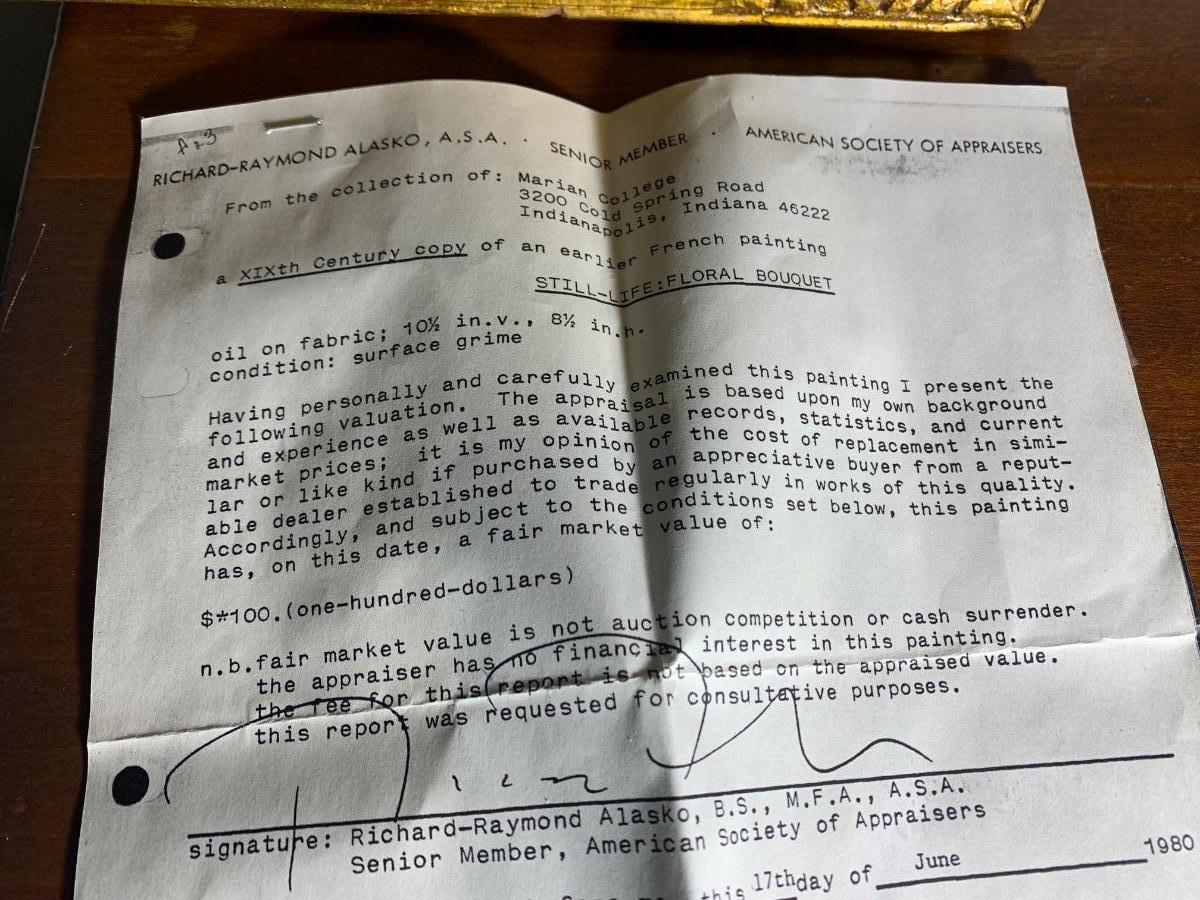 A23
RICHARD-RAYMOND ALASKO, A.S.A. · SENIOR MEMBER · AMERICAN SOCIETY OF APPRAISERS
From the collection of: Marian College
3200 Cold Spring Road
Indianapolis, Indiana 46222
a XIXth Century copy of an earlier French painting
STILL-LIFE:FLORAL BOUQUET
oil on fabric; 10½ in.v., 8½ in.h.
condition: surface grime
Having personally and carefully examined this painting I present the
following valuation. The appraisal is based upon my own background
and experience as well as available records, statistics, and current
market prices; it is my opinion of the cost of replacement in simi-
lar or like kind if purchased by an appreciative buyer from a reput-
able dealer established to trade regularly in works of this quality.
Accordingly, and subject to the conditions set below, this painting
has, on this date, a fair market value of:
$*100.(one-hundred-dollars)
n.b.fair market value is not auction competition or cash surrender.
the appraiser has no financial interest in this painting.
the fee for this report is not based on the appraised value.
this report was requested for consultative purposes.
signature: Richard-Raymond Alasko, B.S., M.F.A., A.S.A.
Senior Member, American Society of Appraisers
this 17thday of June 1980